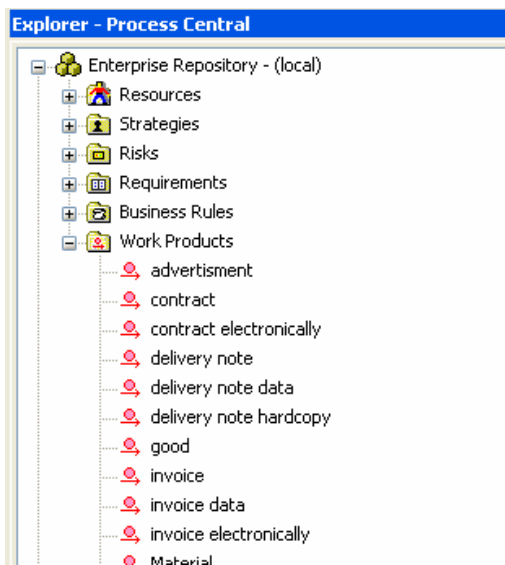 Explorer - Process Central
Enterprise Repository - (local)
Resources
Strategies
Risks
Requirements
Business Rules
Work Products
advertisment
contract
contract electronically
delivery note
delivery note data
delivery note hardcopy
good
invoice
invoice data
invoice electronically
Material